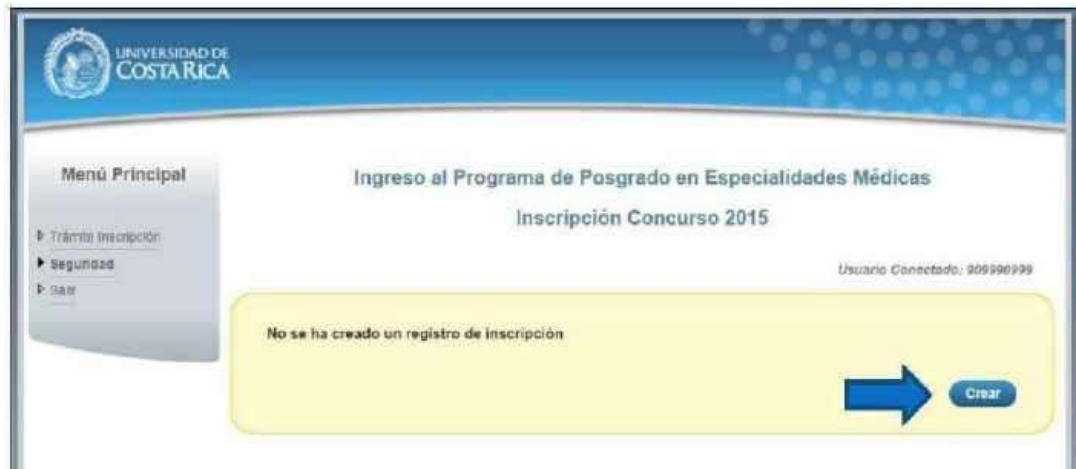 UNIVERSIDAD DE
COSTA RICA
Menú Principal
Trámite Inscripción
Seguridad
Salir
Ingreso al Programa de Posgrado en Especialidades Médicas
Inscripción Concurso 2015
Usuario Conectado: 909990999
No se ha creado un registro de inscripción
Crear